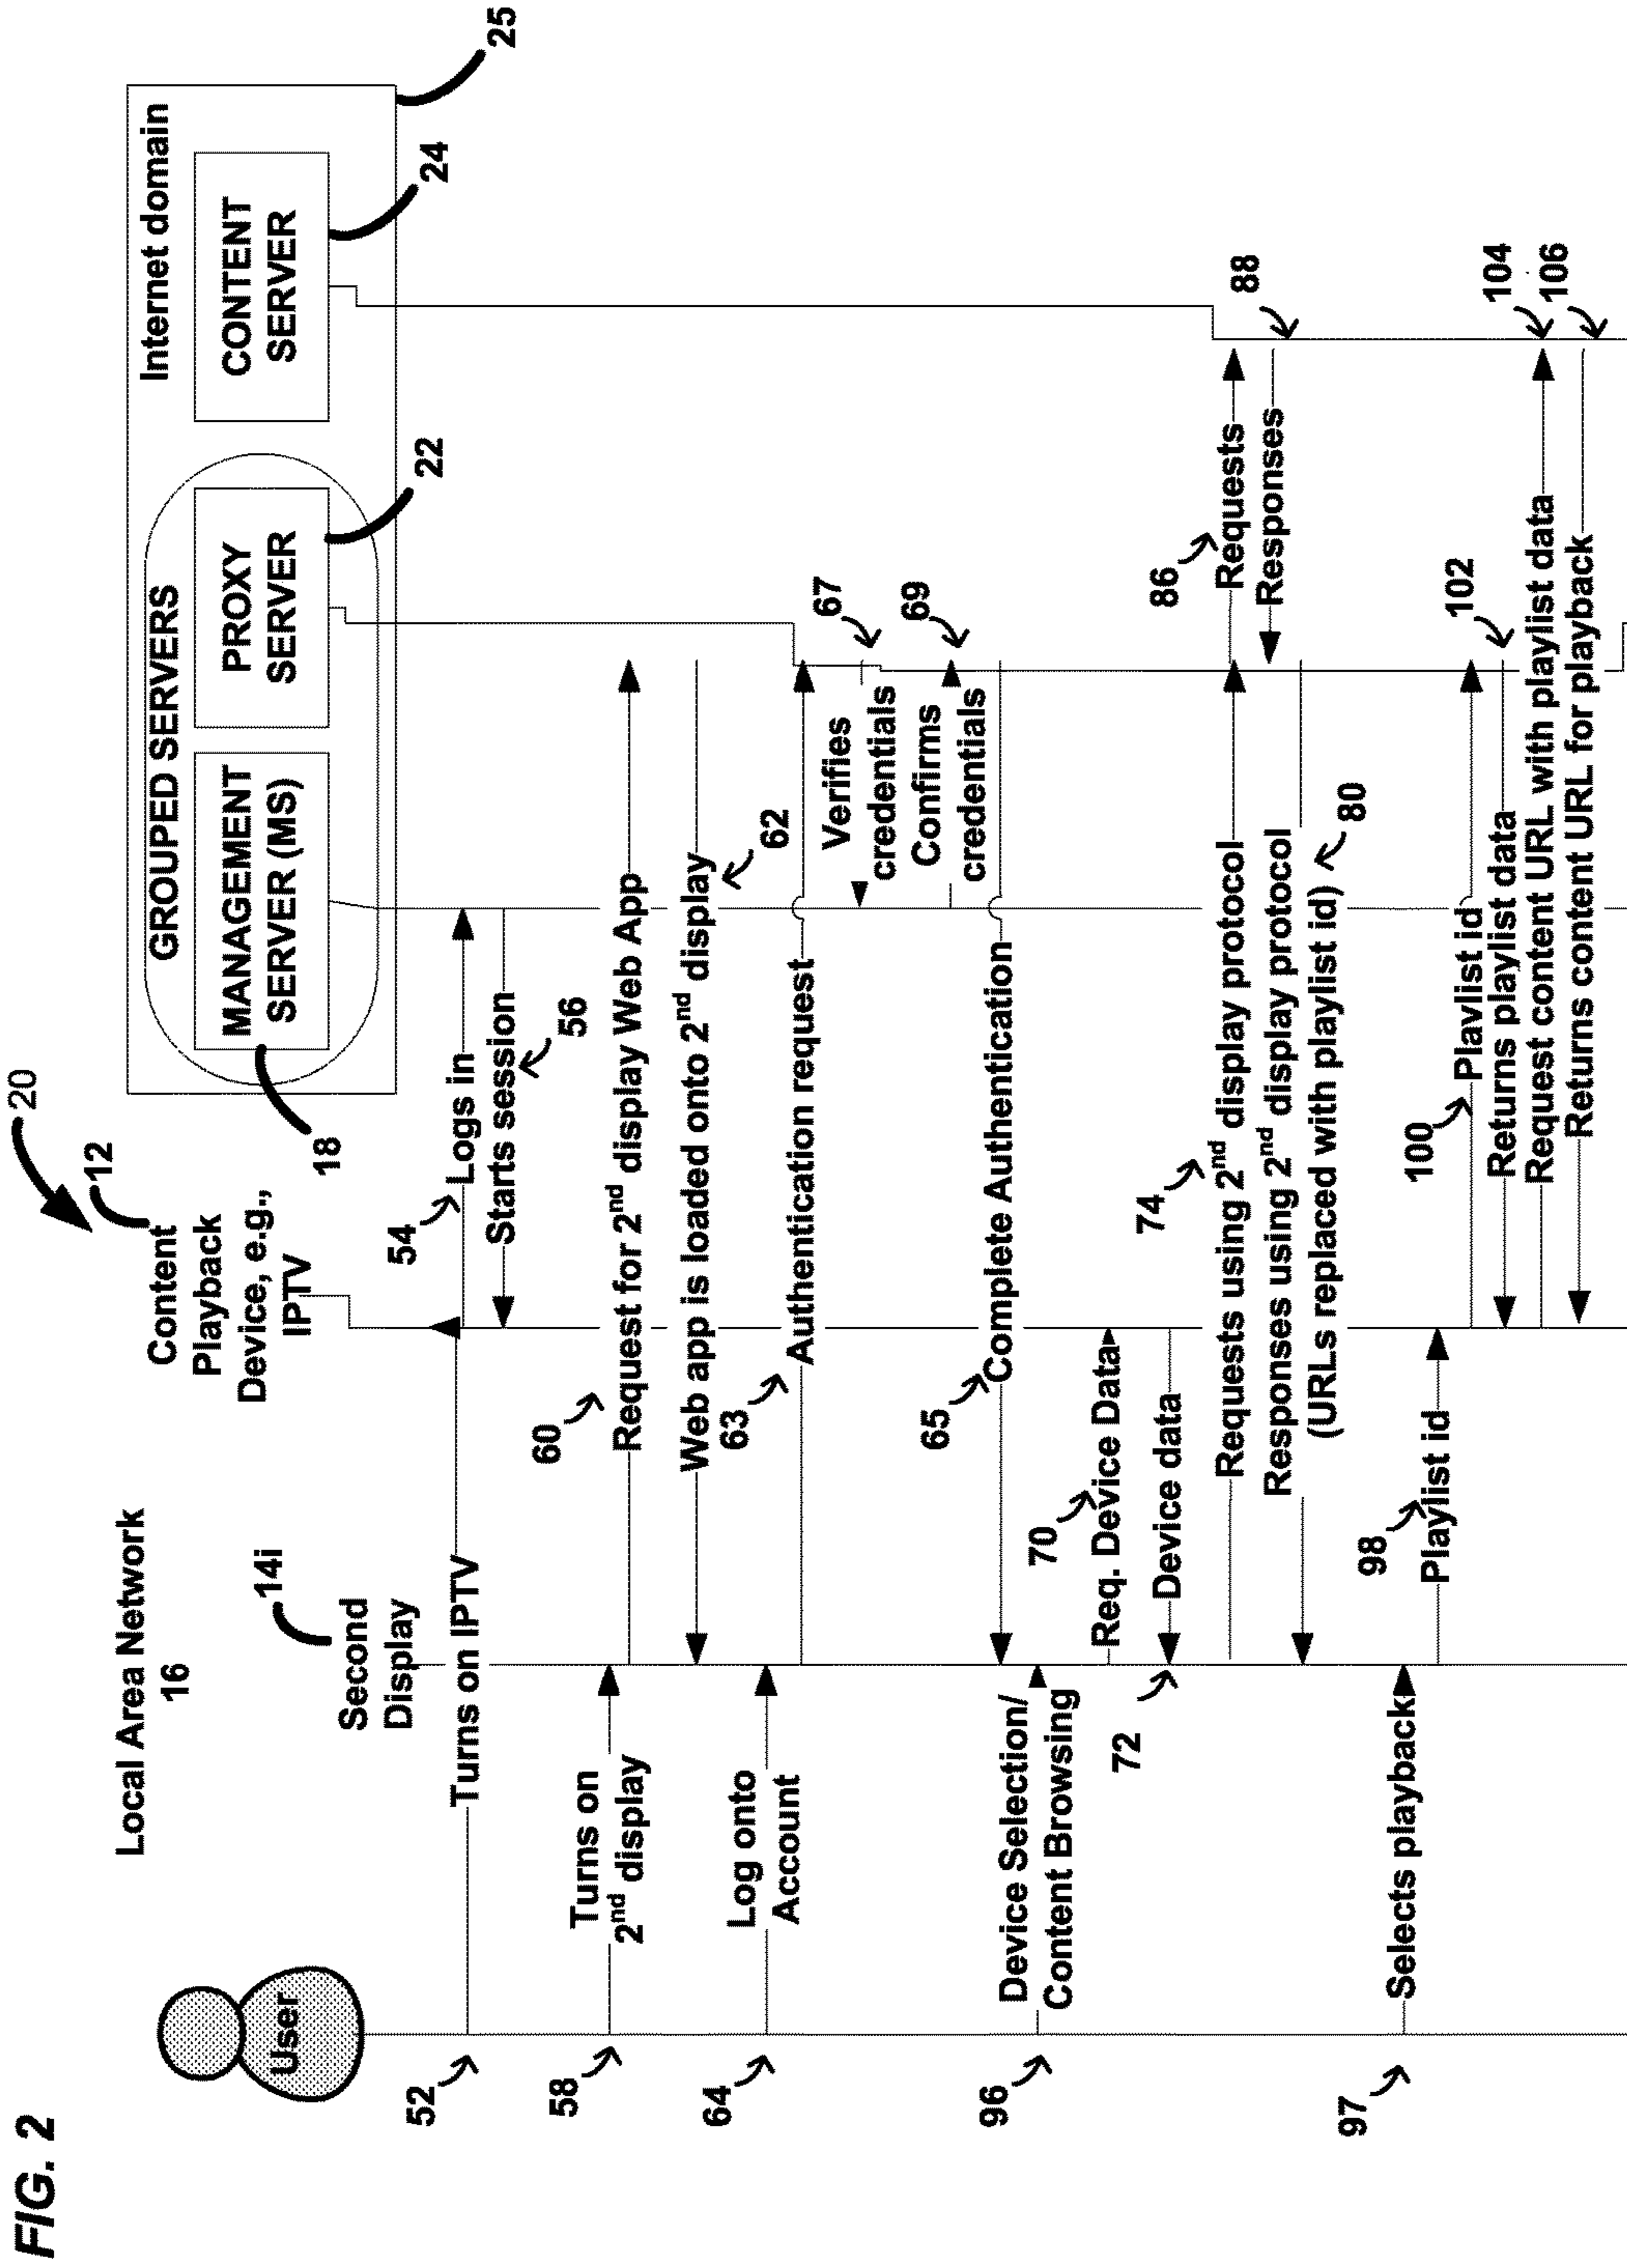 FIG. 2
20
Local Area Network
16
Internet domain
25
GROUPED SERVERS
User
Second
Display
14i
Content
Playback
Device, e.g.,
IPTV
12
MANAGEMENT
SERVER (MS)
18
PROXY
SERVER
22
CONTENT
SERVER
24
52
Turns on IPTV
54
Logs in
Starts session
56
58
Turns on
2nd display
60
Request for 2nd display Web App
Web app is loaded onto 2nd display
62
64
Log onto
Account
63
Authentication request
Verifies
credentials
67
Confirms
credentials
69
65
Complete Authentication
96
Device Selection/
Content Browsing
70
Req. Device Data
72
Device data
74
Requests using 2nd display protocol
86
Requests
88
Responses
Responses using 2nd display protocol
(URLs replaced with playlist id)
80
97
Selects playback
98
Playlist id
100
Playlist id
102
Returns playlist data
Request content URL with playlist data
104
Returns content URL for playback
106